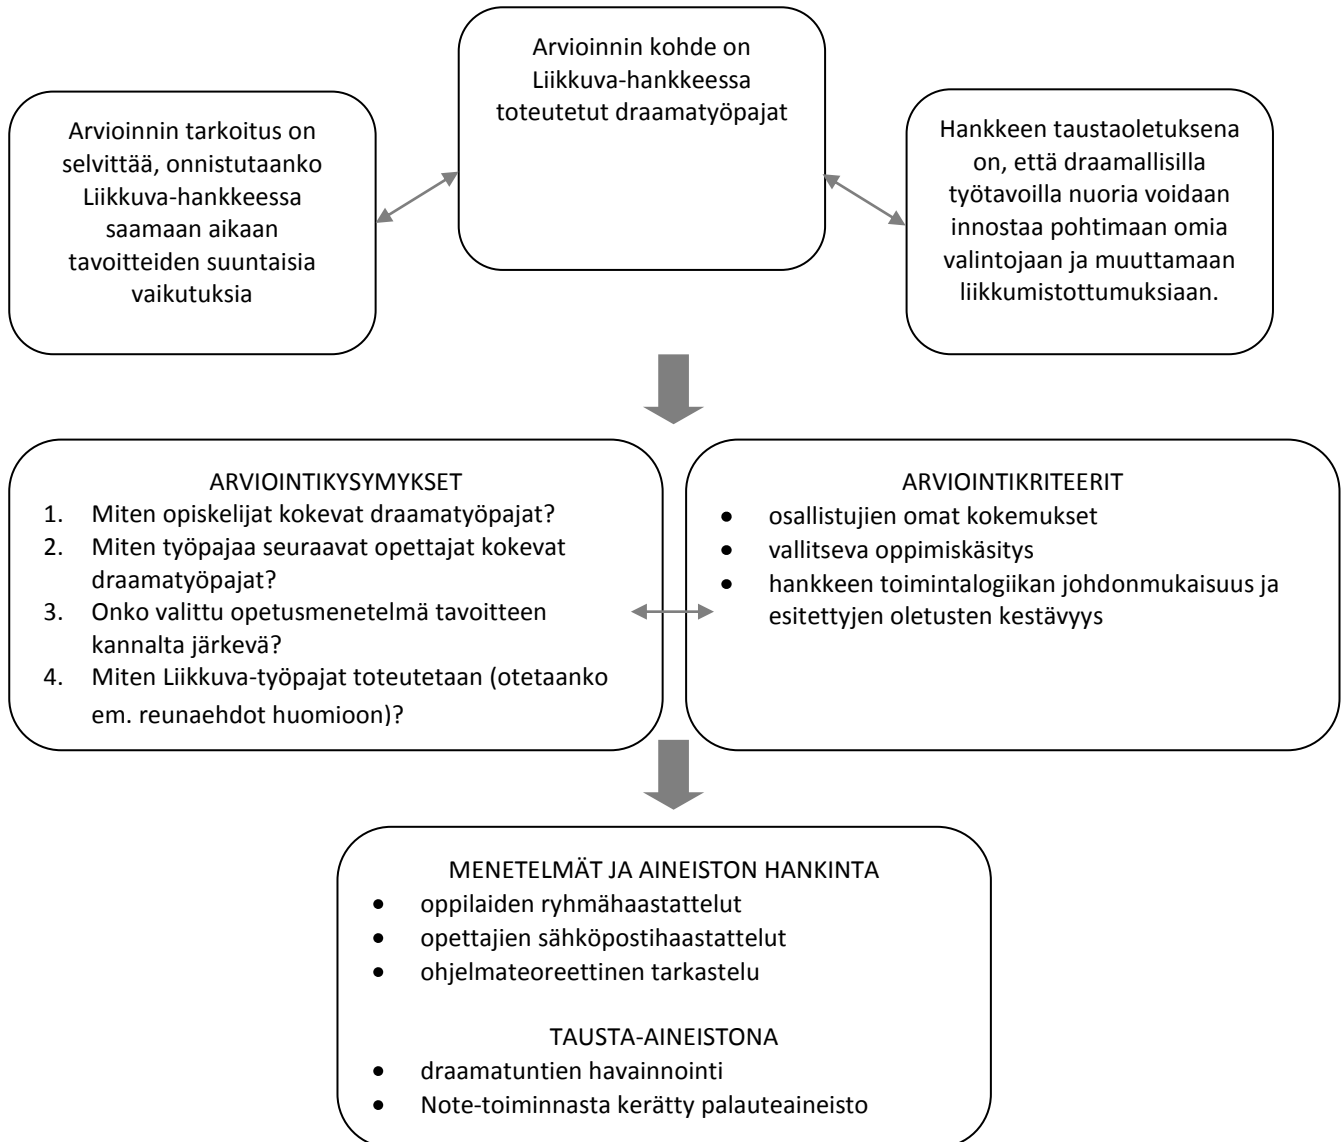 Arvioinnin tarkoitus on
selvittää, onnistutaanko
Liikkuva-hankkeessa
saamaan aikaan
tavoitteiden suuntaisia
vaikutuksia
Arvioinnin kohde on
Liikkuva-hankkeessa
toteutetut draamatyöpajat
Hankkeen taustaoletuksena
on, että draamallisilla
työtavoilla nuoria voidaan
innostaa pohtimaan omia
valintojaan ja muuttamaan
liikkumistottumuksiaan.
ARVIOINTIKYSYMYKSET
1. Miten opiskelijat kokevat draamatyöpajat?
2. Miten työpajaa seuraavat opettajat kokevat
draamatyöpajat?
3. Onko valittu opetusmenetelmä tavoitteen
kannalta järkevä?
4. Miten Liikkuva-työpajat toteutetaan (otetaanko
em. reunaehdot huomioon)?
ARVIOINTIKRITEERIT
• osallistujien omat kokemukset
• vallitseva oppimiskäsitys
• hankkeen toimintalogiikan johdonmukaisuus ja
esitettyjen oletusten kestävyys
MENETELMÄT JA AINEISTON HANKINTA
• oppilaiden ryhmähaastattelut
• opettajien sähköpostihaastattelut
• ohjelmateoreettinen tarkastelu
TAUSTA-AINEISTONA
• draamatuntien havainnointi
• Note-toiminnasta kerätty palauteaineisto